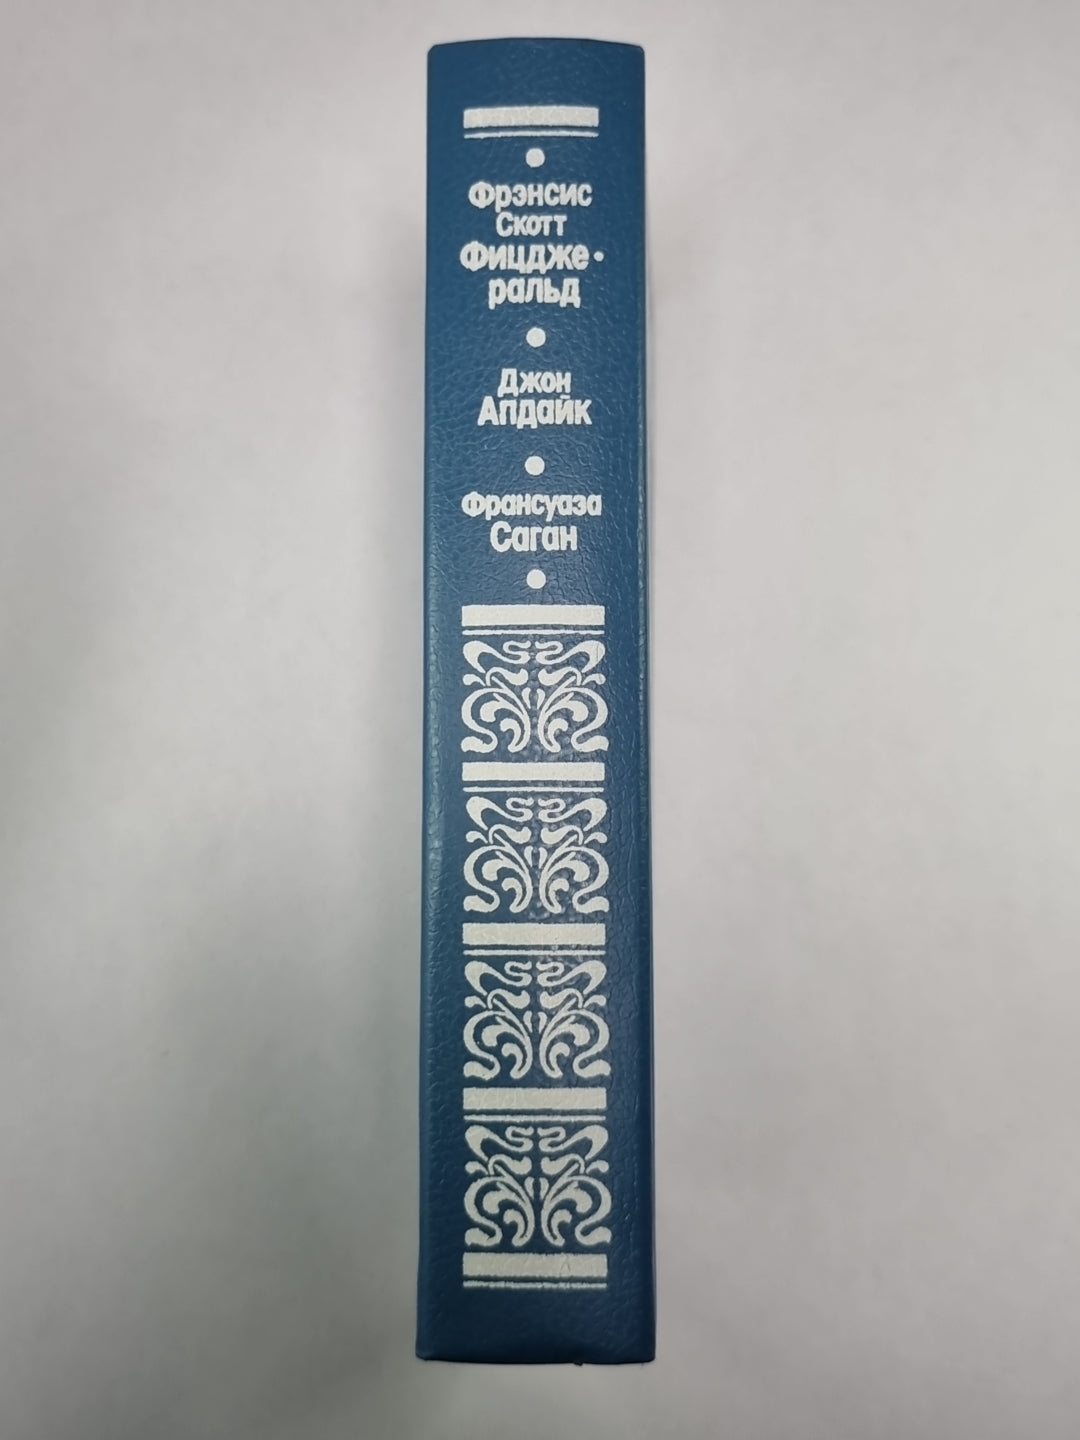 Фрэнсис
Скотт
Фицдже-
ральд
Джон
Апдайк
Франсуаза
Саган